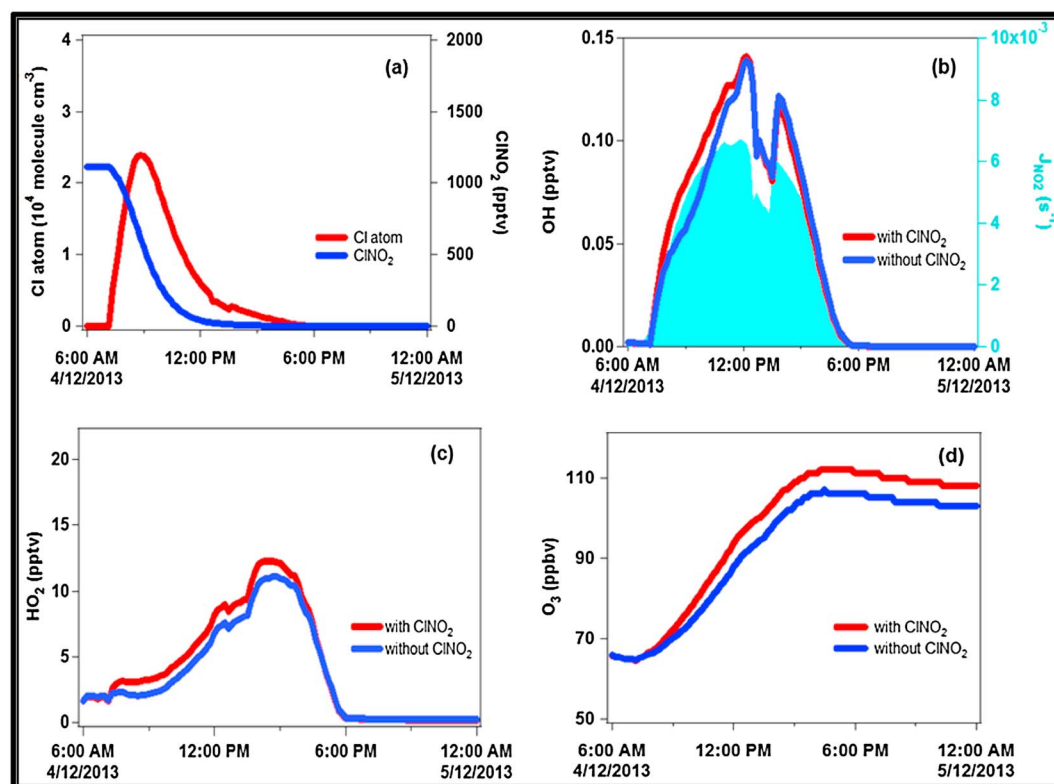 (a)
4
3
2
1
0
Cl atom (10⁴ molecule cm⁻³)
2000
1500
1000
500
0
ClNO₂ (pptv)
Cl atom
ClNO₂
6:00 AM 12:00 PM 6:00 PM 12:00 AM
4/12/2013 5/12/2013
(b)
0.15
0.10
0.05
0.00
OH (pptv)
10x10⁻³
8
6
4
2
0
with ClNO₂
without ClNO₂
6:00 AM 12:00 PM 6:00 PM 12:00 AM
4/12/2013 5/12/2013
(c)
20
15
10
5
0
HO₂ (pptv)
with ClNO₂
without ClNO₂
6:00 AM 12:00 PM 6:00 PM 12:00 AM
4/12/2013 5/12/2013
(d)
110
90
70
50
O₃ (ppbv)
with ClNO₂
without ClNO₂
6:00 AM 12:00 PM 6:00 PM 12:00 AM
4/12/2013 5/12/2013